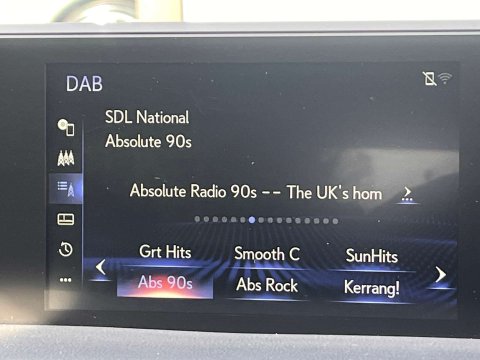 DAB
SDL National
Absolute 90s
Absolute Radio 90s -- The UK's hom
Grt Hits Smooth C SunHits
Abs 90s Abs Rock Kerrang!